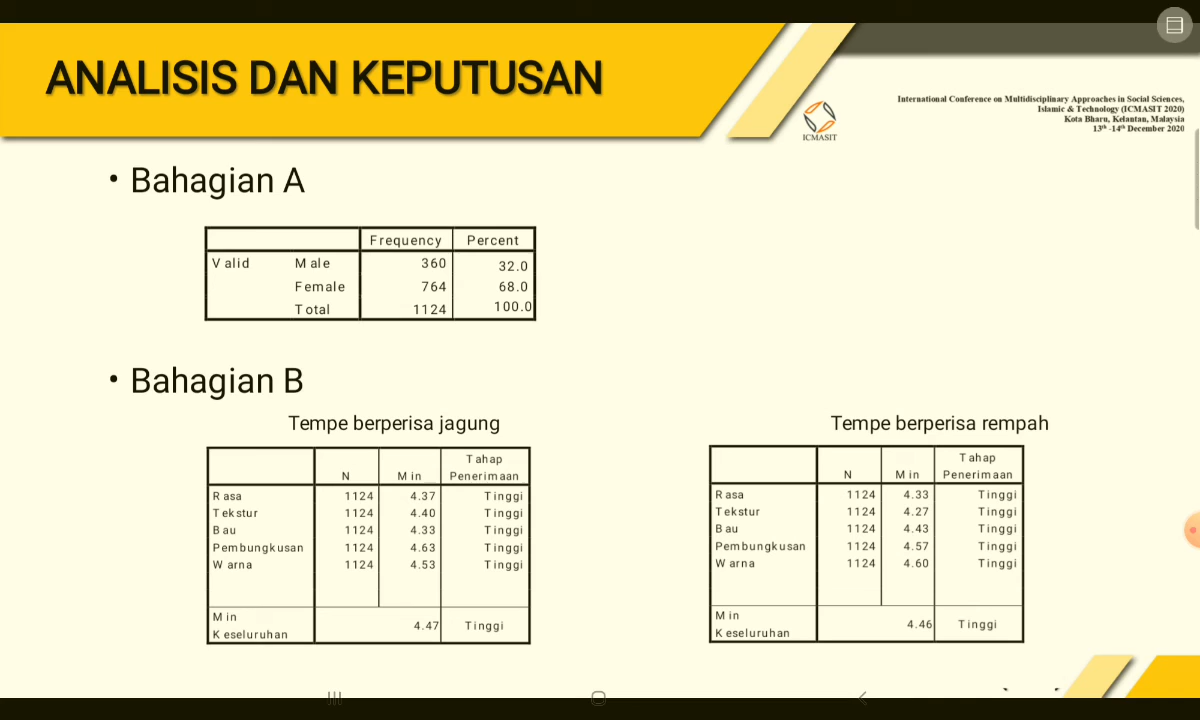 ANALISIS DAN KEPUTUSAN
International Conference on Multidisciplinary Approaches in Social Sciences,
Islamic & Technology (ICMASIT 2020)
Kota Bharu, Kelantan, Malaysia
13th -14th December 2020
ICMASIT
• Bahagian A
Frequency Percent
Valid Male 360 32.0
Female 764 68.0
Total 1124 100.0
• Bahagian B
Tempe berperisa jagung
N Min Tahap Penerimaan
Rasa 1124 4.37 Tinggi
Tekstur 1124 4.40 Tinggi
Bau 1124 4.33 Tinggi
Pembungkusan 1124 4.63 Tinggi
Warna 1124 4.53 Tinggi
Min Keseluruhan 4.47 Tinggi
Tempe berperisa rempah
N Min Tahap Penerimaan
Rasa 1124 4.33 Tinggi
Tekstur 1124 4.27 Tinggi
Bau 1124 4.43 Tinggi
Pembungkusan 1124 4.57 Tinggi
Warna 1124 4.60 Tinggi
Min Keseluruhan 4.46 Tinggi